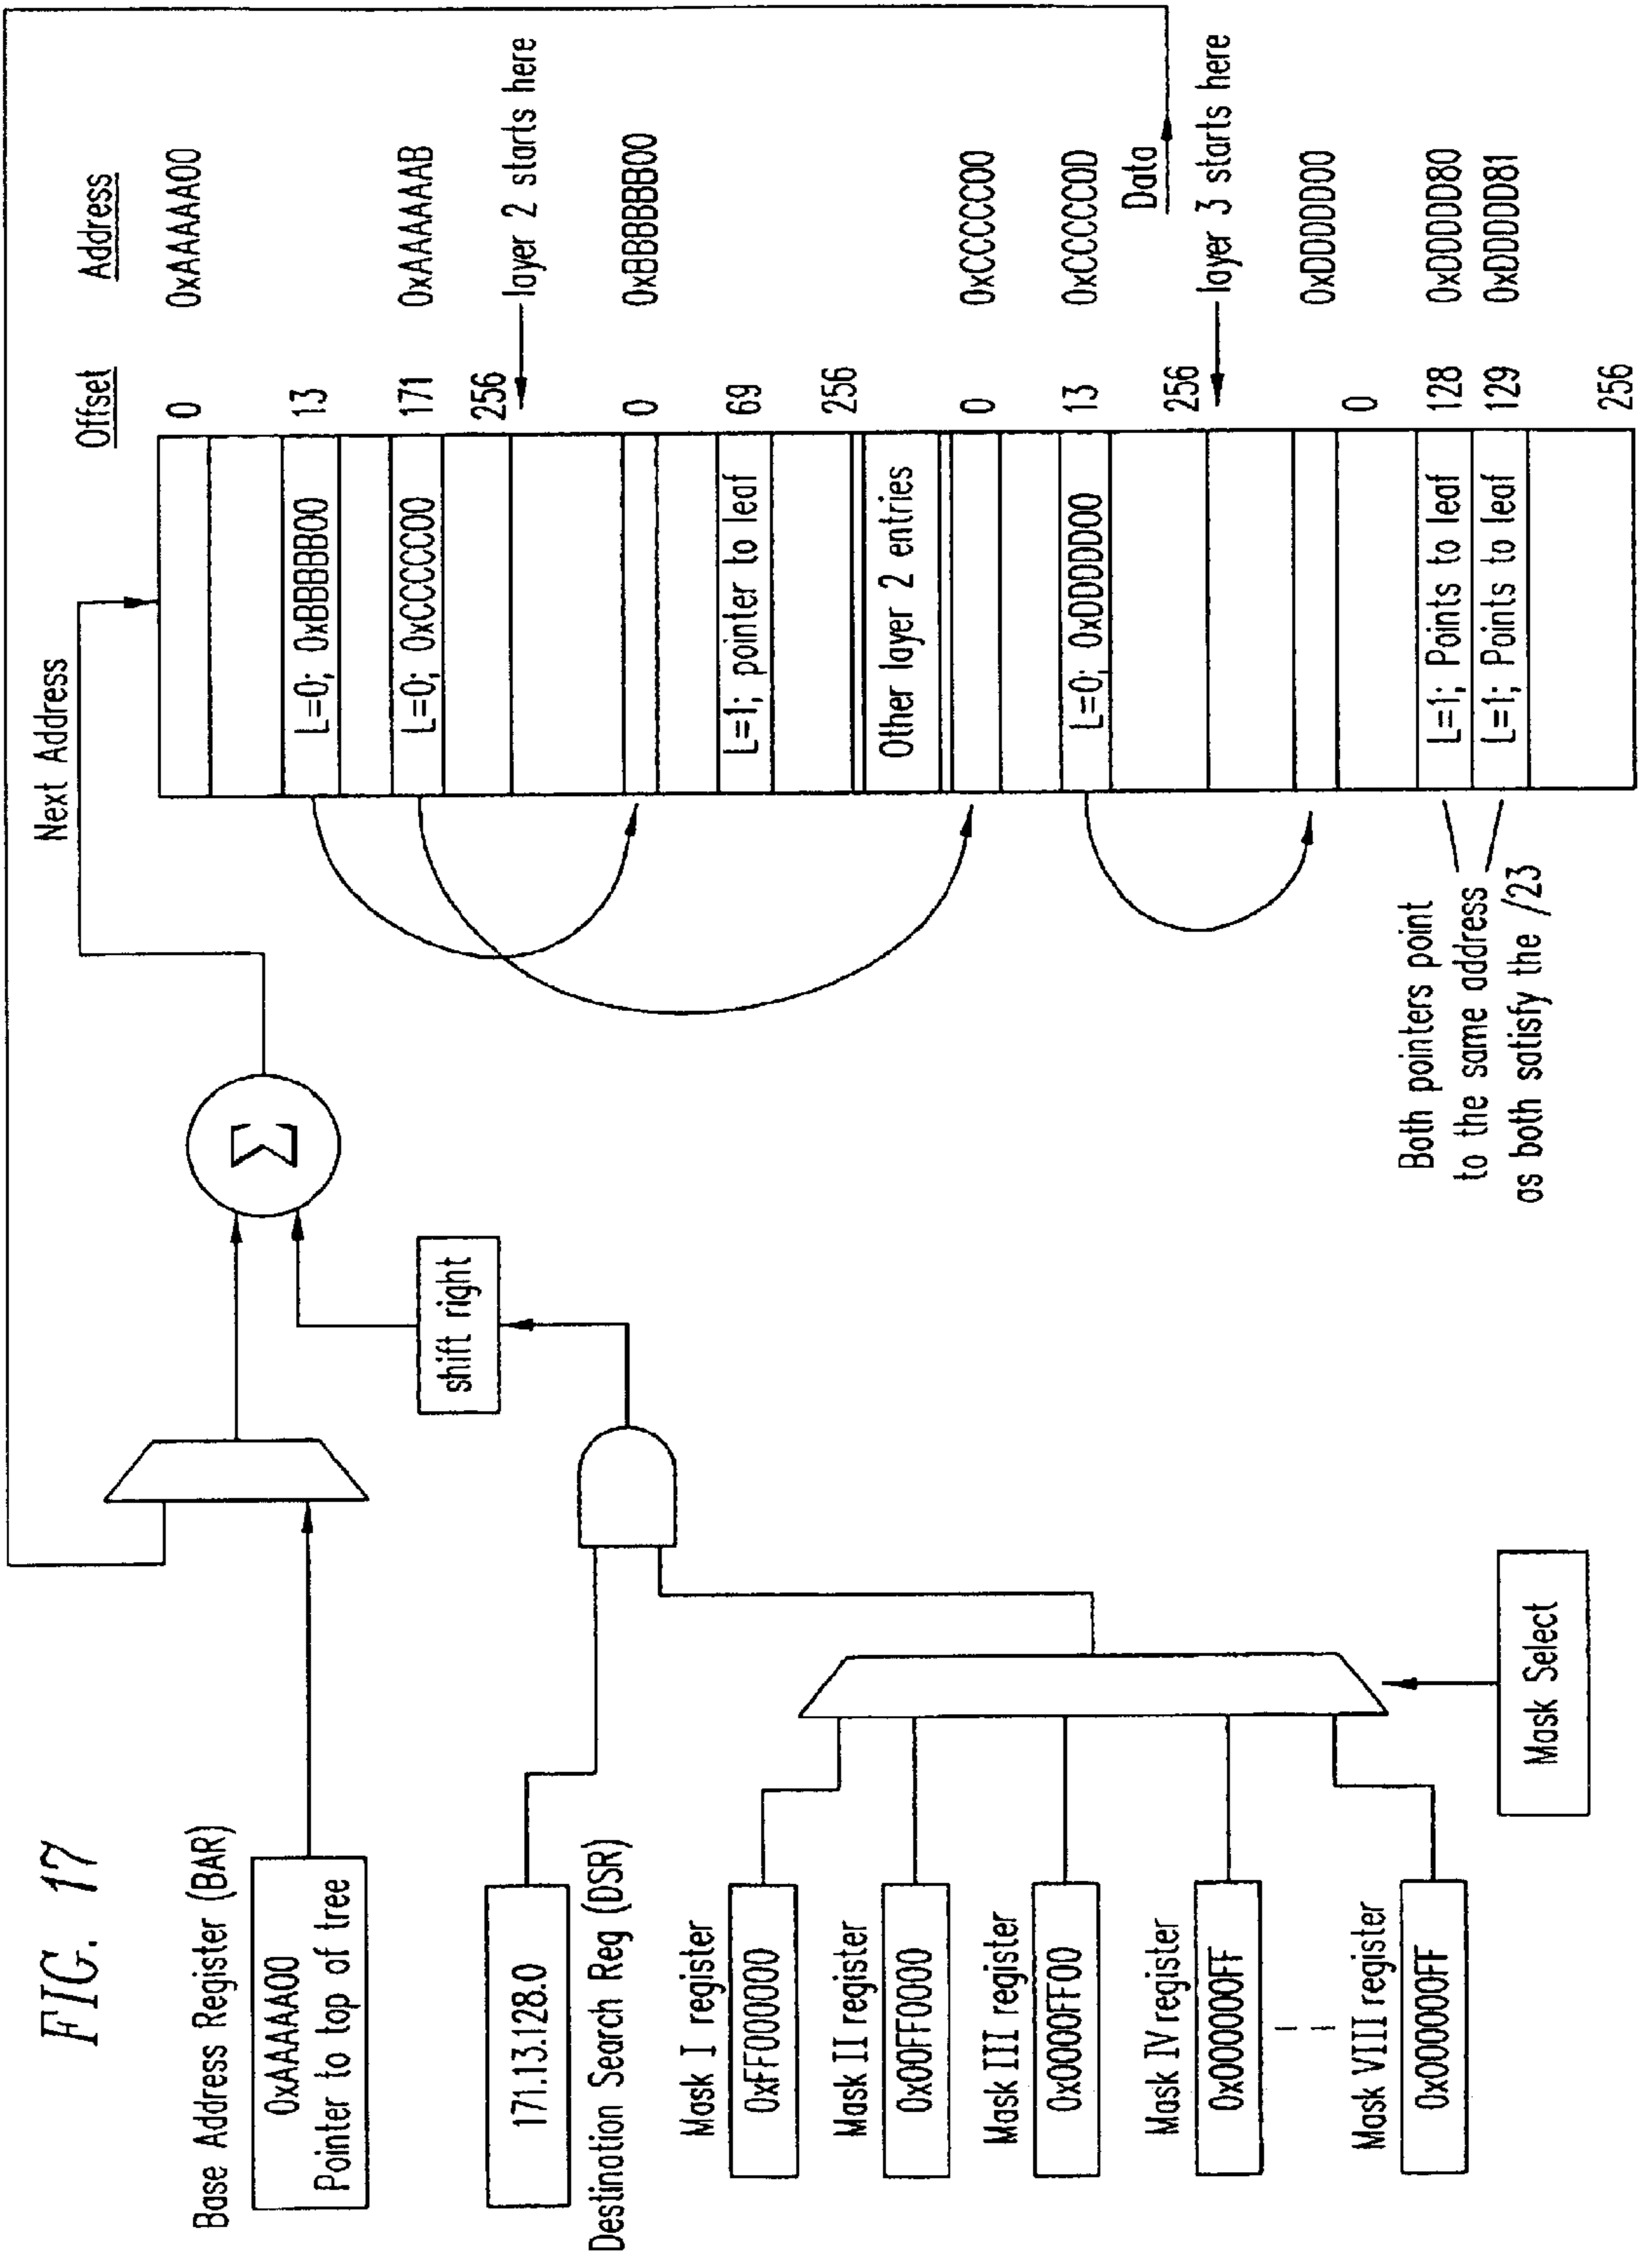 FIG. 17
Base Address Register (BAR)
0xAAAAAA00
Pointer to top of tree
171.13.128.0
Destination Search Reg (DSR)
Mask I register
0xFF000000
Mask II register
0x00FF0000
Mask III register
0x0000FF00
Mask IV register
0x000000FF
Mask VIII register
0x000000FF
Mask Select
shift right
Σ
Next Address
Offset
Address
0
0xAAAAAA00
L=0; 0xBBBBBB00
13
L=0; 0xCCCCCC00
171
0xAAAAAAAB
256
layer 2 starts here
0
0xBBBBBB00
L=1; pointer to leaf
69
256
Other layer 2 entries
0
0xCCCCCC00
L=0; 0xDDDDDD00
13
0xCCCCCC0D
Data
256
layer 3 starts here
0
0xDDDDDD00
L=1; Points to leaf
128
0xDDDDDD80
L=1; Points to leaf
129
0xDDDDDD81
256
Both pointers point
to the same address
as both satisfy the /23